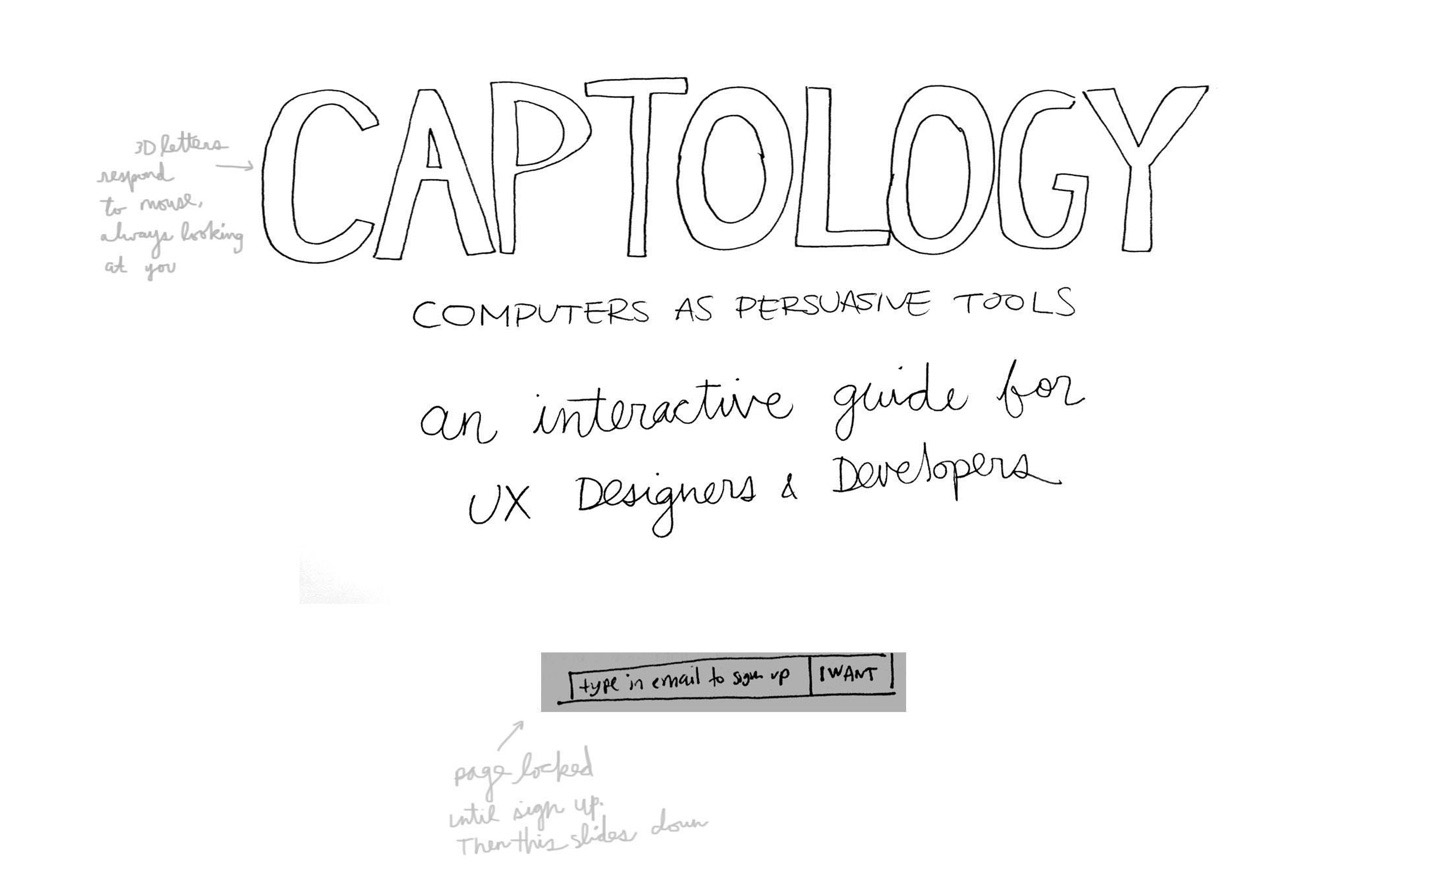 CAPTOLOGY
3D letters
respond
to mouse,
always looking
at you
COMPUTERS AS PERSUASIVE TOOLS
an interactive guide for
UX Designers & Developers
type in email to sign up
I WANT
page locked
until sign up.
Then this slides down